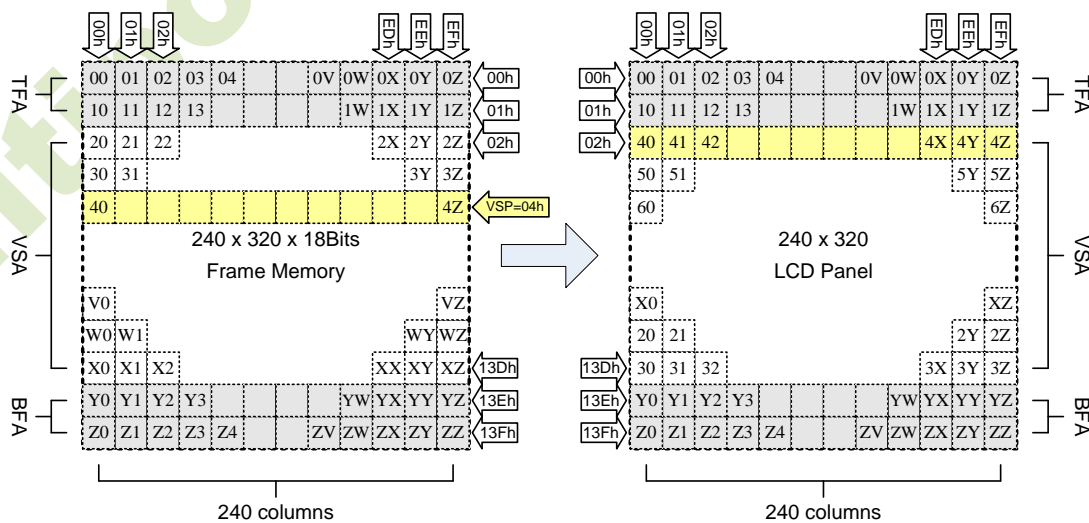 00h 01h 02h EDh EEh EFh 00h 01h 02h EDh EEh EFh
TFA 00 01 02 03 04 0V 0W 0X 0Y 0Z 00h 00h 00 01 02 03 04 0V 0W 0X 0Y 0Z TFA
10 11 12 13 1W 1X 1Y 1Z 01h 01h 10 11 12 13 1W 1X 1Y 1Z
20 21 22 2X 2Y 2Z 02h 02h 40 41 42 4X 4Y 4Z
30 31 3Y 3Z 50 51 5Y 5Z
40 4Z VSP=04h 60 6Z
VSA 240 x 320 x 18Bits 240 x 320 VSA
Frame Memory LCD Panel
V0 VZ X0 XZ
W0 W1 WY WZ 20 21 2Y 2Z
X0 X1 X2 XX XY XZ 13Dh 13Dh 30 31 32 3X 3Y 3Z
BFA Y0 Y1 Y2 Y3 YW YX YY YZ 13Eh 13Eh Y0 Y1 Y2 Y3 YW YX YY YZ BFA
Z0 Z1 Z2 Z3 Z4 ZV ZW ZX ZY ZZ 13Fh 13Fh Z0 Z1 Z2 Z3 Z4 ZV ZW ZX ZY ZZ
240 columns 240 columns